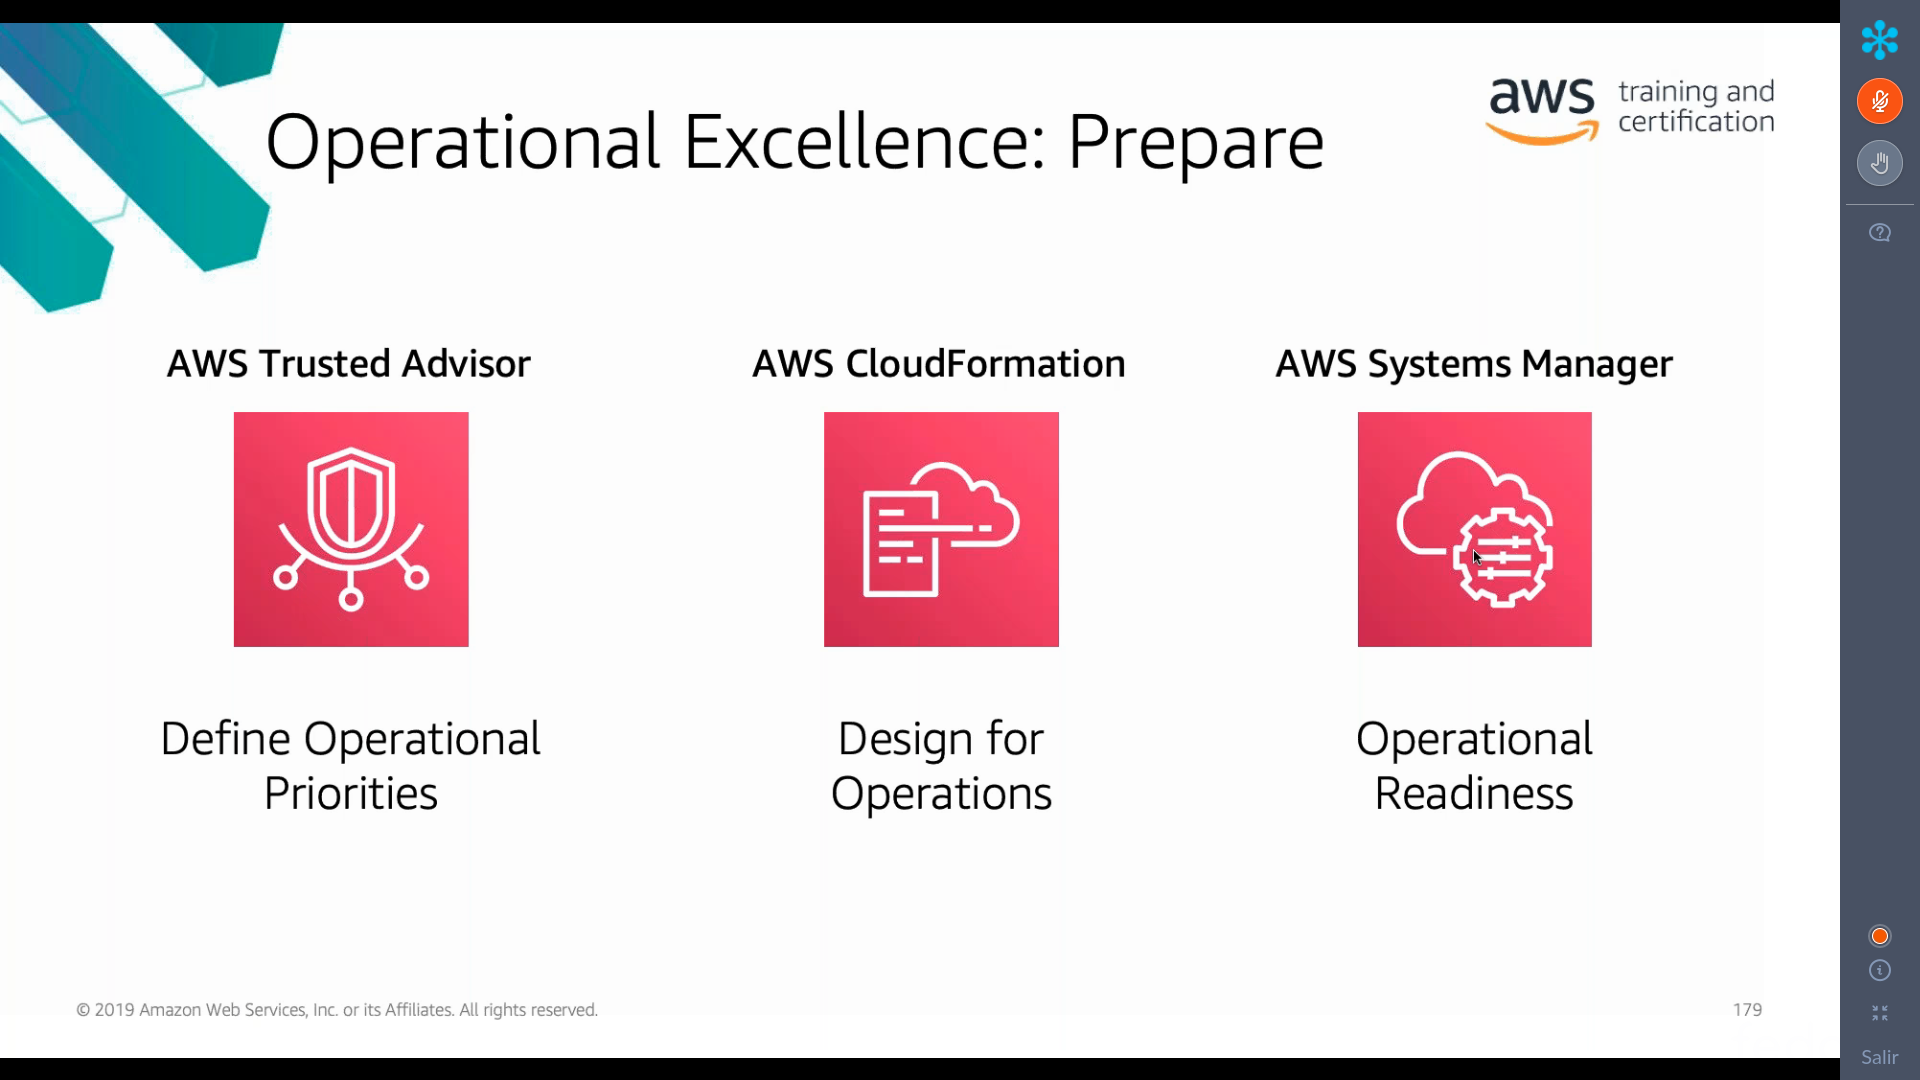 Operational Excellence: Prepare
aws training and
certification
AWS Trusted Advisor
AWS CloudFormation
AWS Systems Manager
Define Operational
Priorities
Design for
Operations
Operational
Readiness
© 2019 Amazon Web Services, Inc. or its Affiliates. All rights reserved.
179
Salir